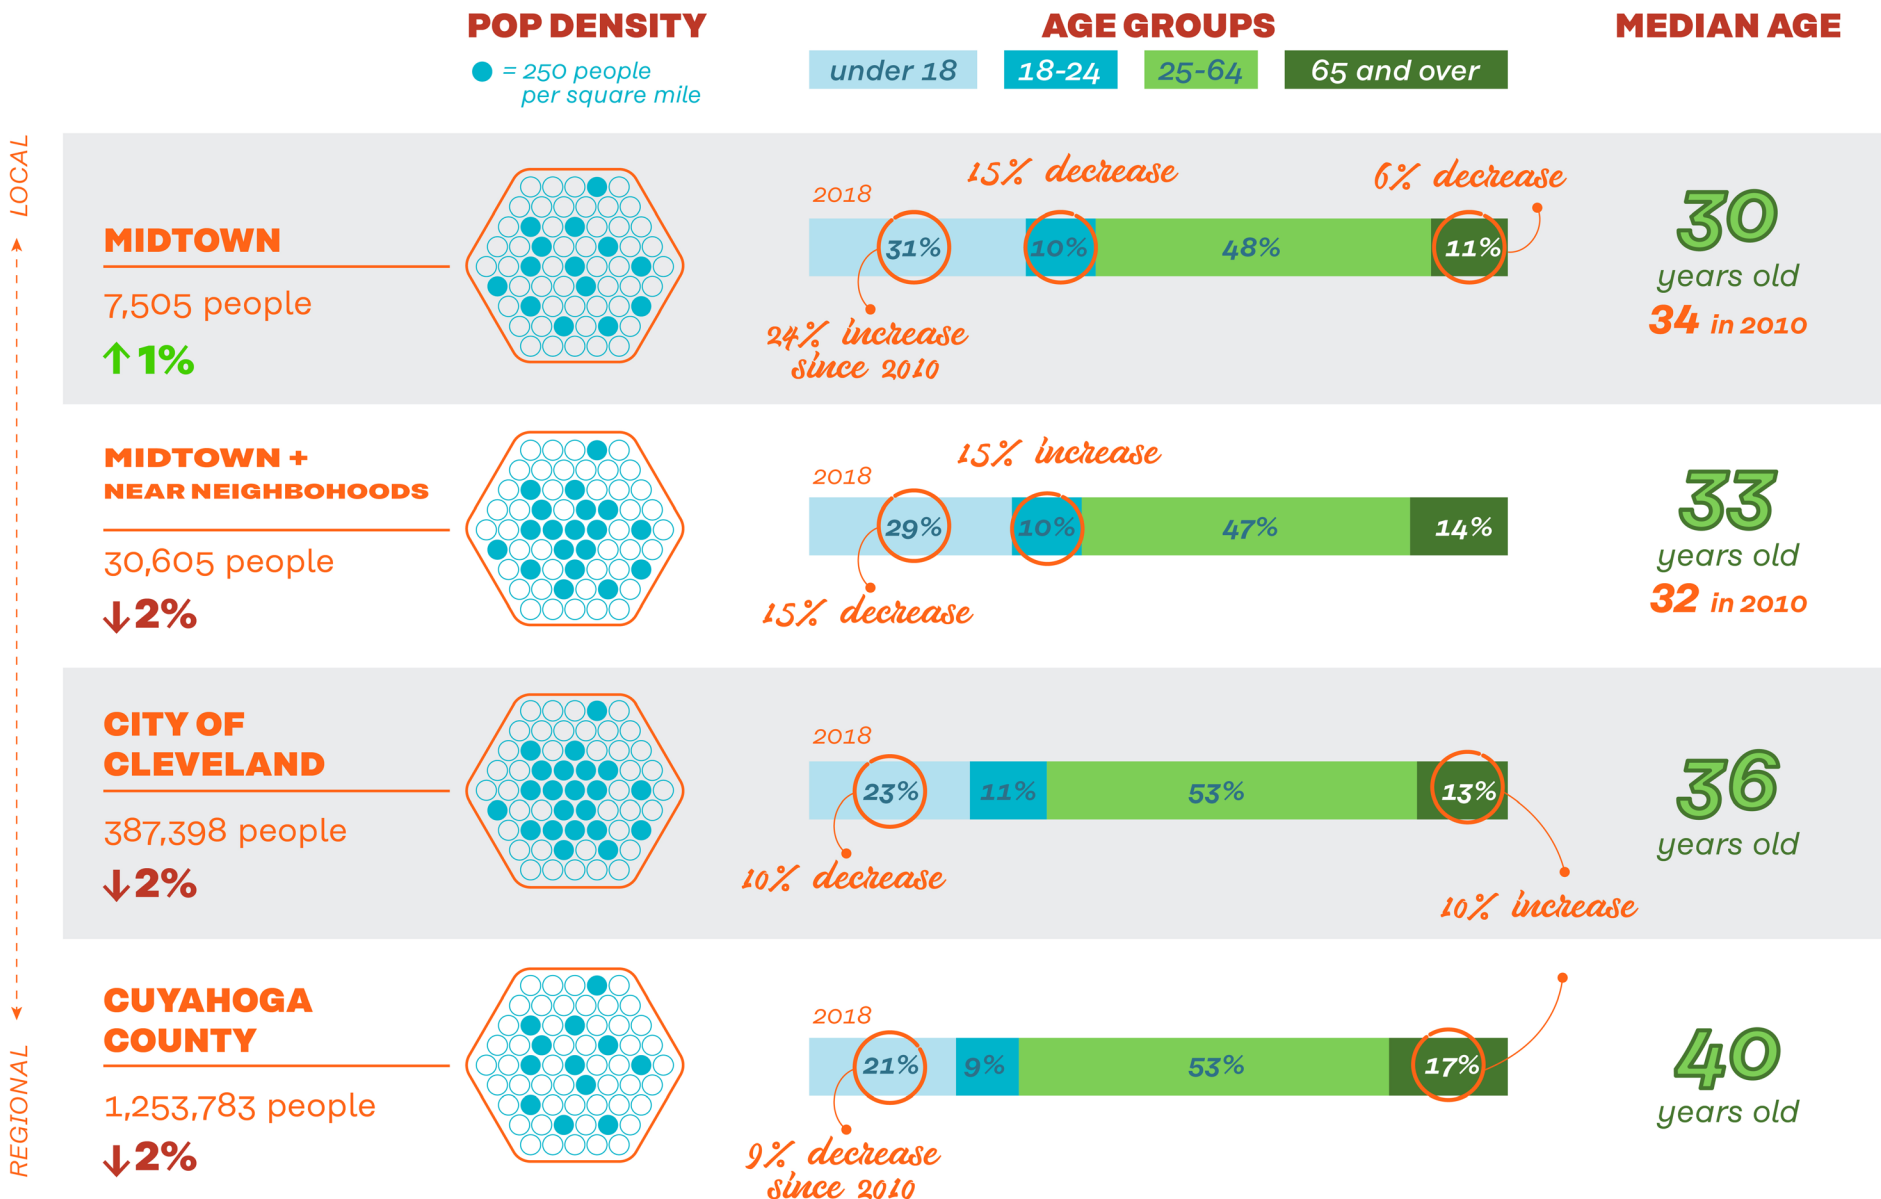 POP DENSITY
= 250 people
per square mile
AGE GROUPS
under 18
18-24
25-64
65 and over
MEDIAN AGE
LOCAL
REGIONAL
MIDTOWN
7,505 people
↑1%
2018
15% decrease
6% decrease
31%
10%
48%
11%
24% increase
since 2010
30
years old
34 in 2010
MIDTOWN +
NEAR NEIGHBOHOODS
30,605 people
↓2%
2018
15% increase
29%
10%
47%
14%
15% decrease
33
years old
32 in 2010
CITY OF
CLEVELAND
387,398 people
↓2%
2018
23%
11%
53%
13%
10% decrease
10% increase
36
years old
CUYAHOGA
COUNTY
1,253,783 people
↓2%
2018
21%
9%
53%
17%
9% decrease
since 2010
40
years old